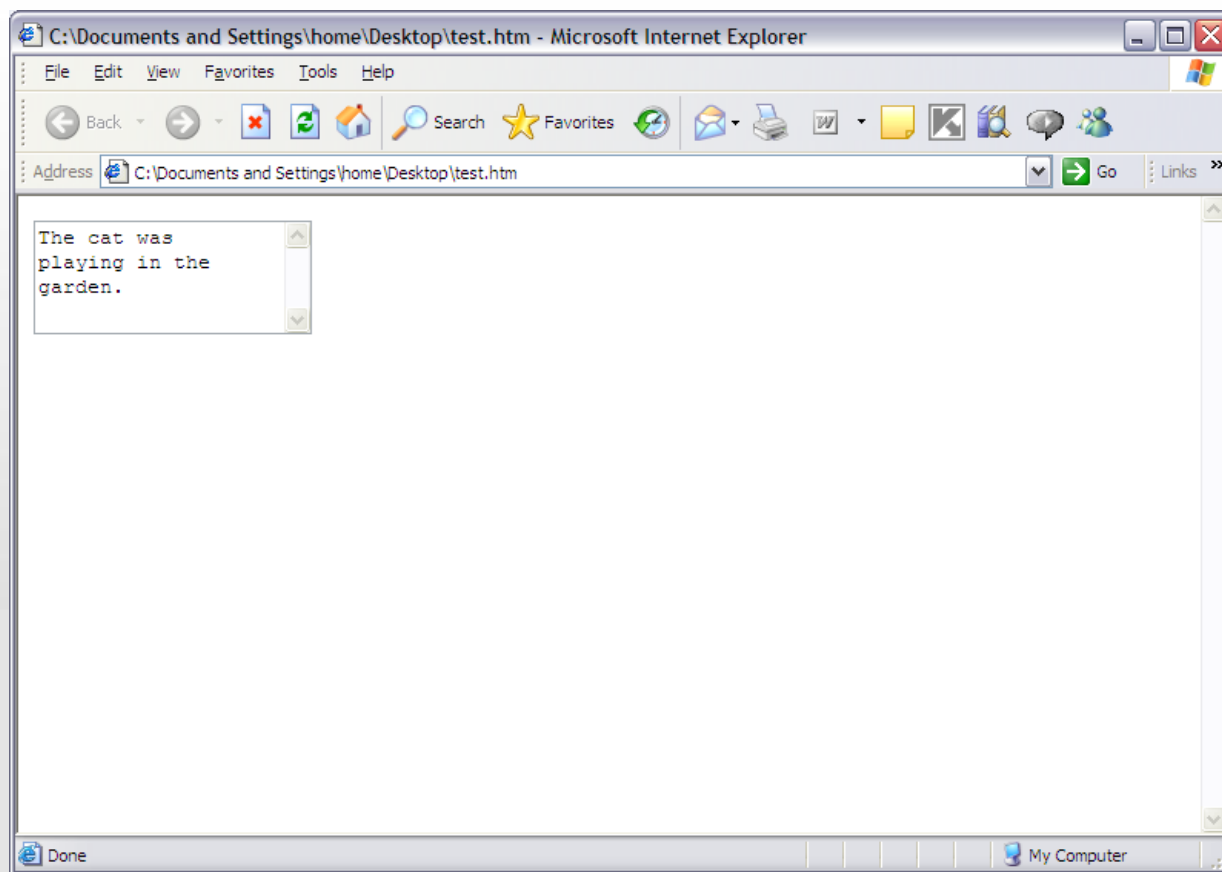 C:\Documents and Settings\home\Desktop\test.htm - Microsoft Internet Explorer
File Edit View Favorites Tools Help
Back Search Favorites W K
Address C:\Documents and Settings\home\Desktop\test.htm Go Links »
The cat was
playing in the
garden.
Done My Computer